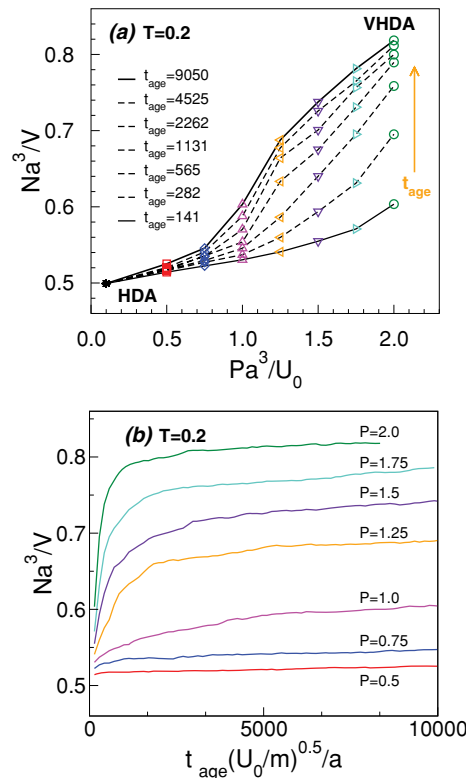 (a) T=0.2
VHDA
t_age=9050
t_age=4525
t_age=2262
t_age=1131
t_age=565
t_age=282
t_age=141
t_age
HDA
0.8
0.7
0.6
0.5
Na³/V
0.0 0.5 1.0 1.5 2.0
Pa³/U₀
(b) T=0.2
P=2.0
P=1.75
P=1.5
P=1.25
P=1.0
P=0.75
P=0.5
0.8
0.7
0.6
0.5
Na³/V
0 5000 10000
t_age(U₀/m)^0.5/a